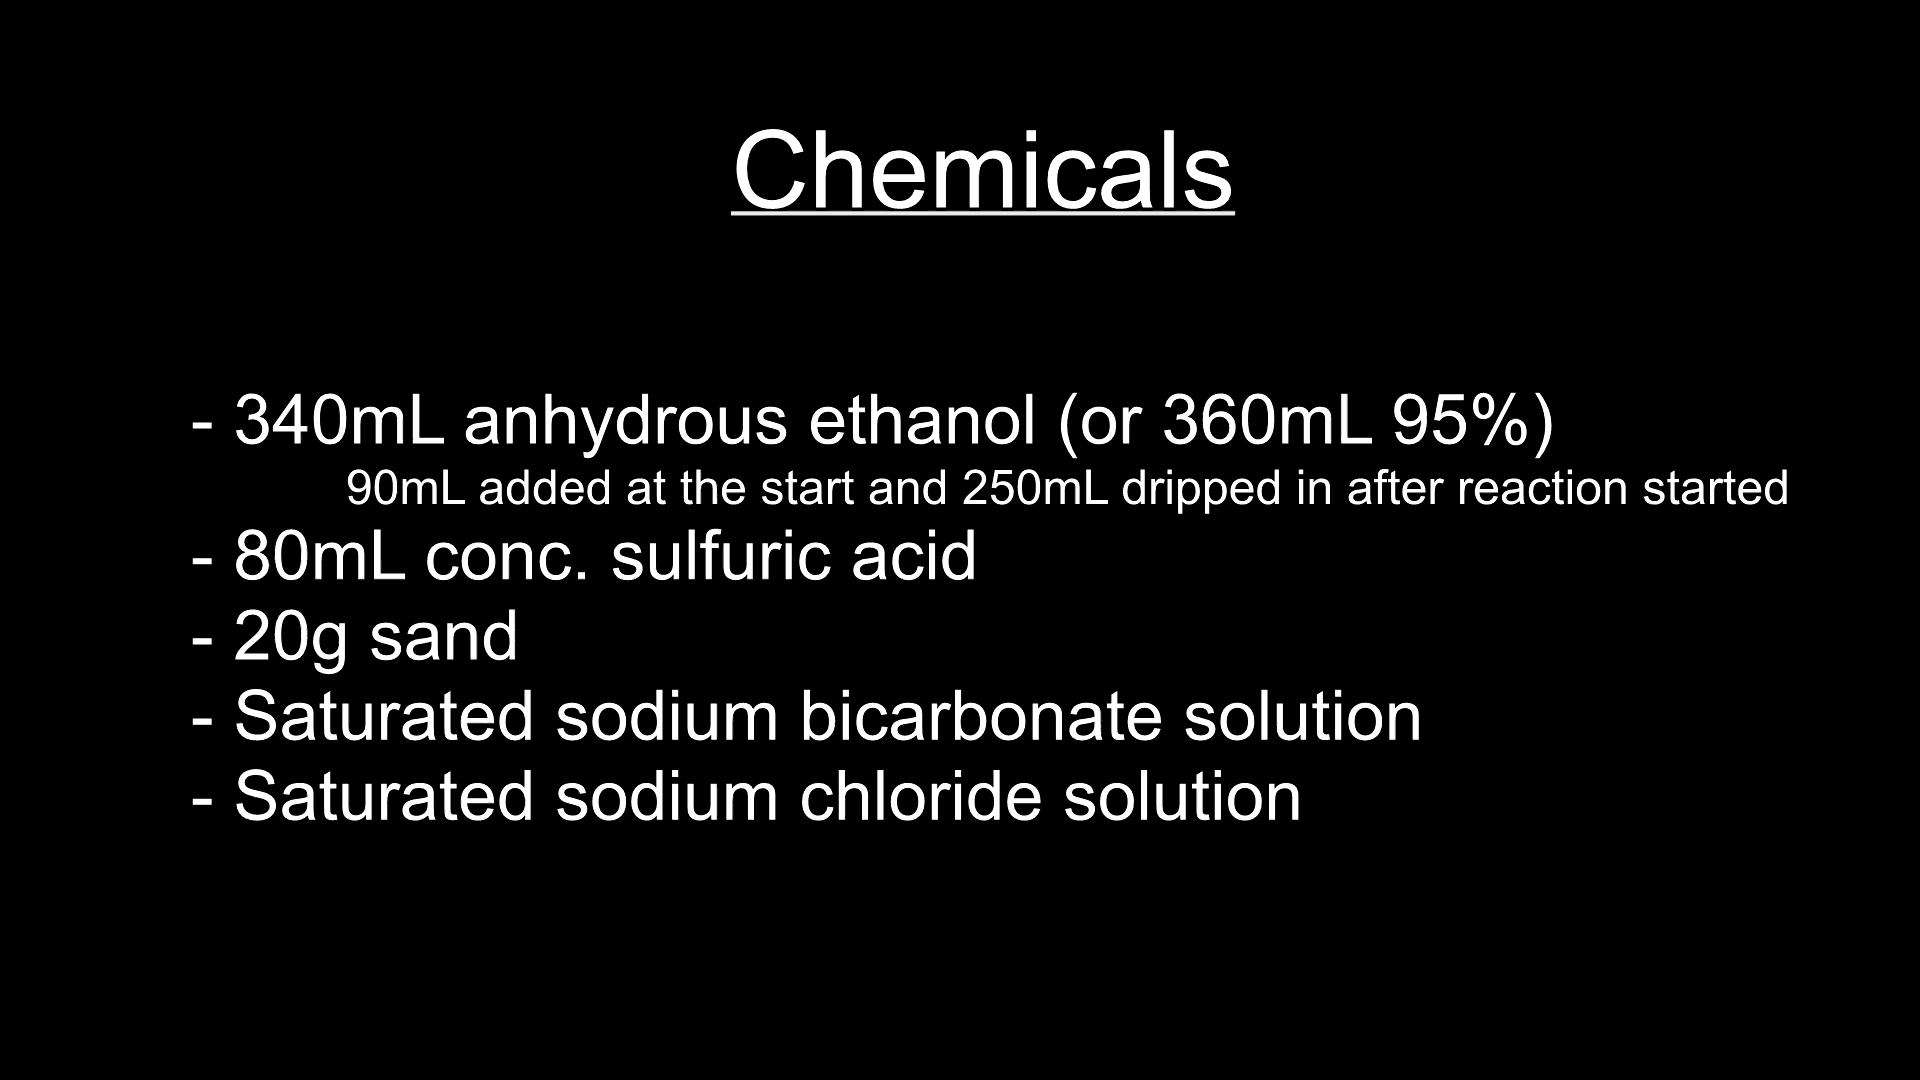 Chemicals
- 340mL anhydrous ethanol (or 360mL 95%)
90mL added at the start and 250mL dripped in after reaction started
- 80mL conc. sulfuric acid
- 20g sand
- Saturated sodium bicarbonate solution
- Saturated sodium chloride solution